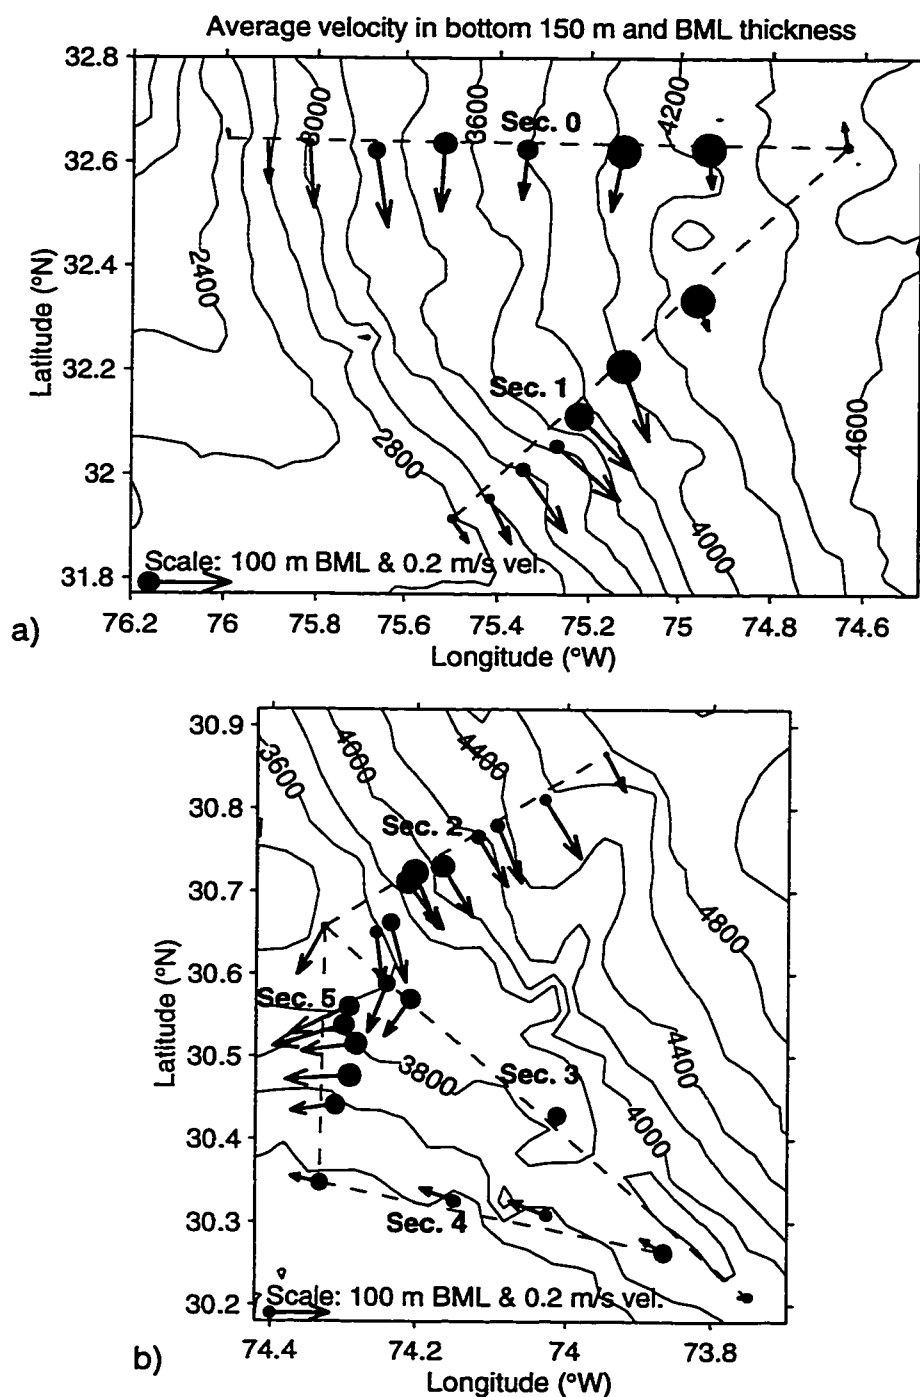 Average velocity in bottom 150 m and BML thickness
32.8
32.6
32.4
32.2
32
31.8
Latitude (°N)
3000
3600
4200
Sec. 0
2400
Sec. 1
2800
4600
4000
Scale: 100 m BML & 0.2 m/s vel.
76.2 76 75.8 75.6 75.4 75.2 75 74.8 74.6
a)
Longitude (°W)
30.9
30.8
30.7
30.6
30.5
30.4
30.3
30.2
Latitude (°N)
3600
4000
4400
Sec. 2
4800
Sec. 5
3800
Sec. 3
4400
4000
Sec. 4
Scale: 100 m BML & 0.2 m/s vel.
74.4 74.2 74 73.8
b)
Longitude (°W)